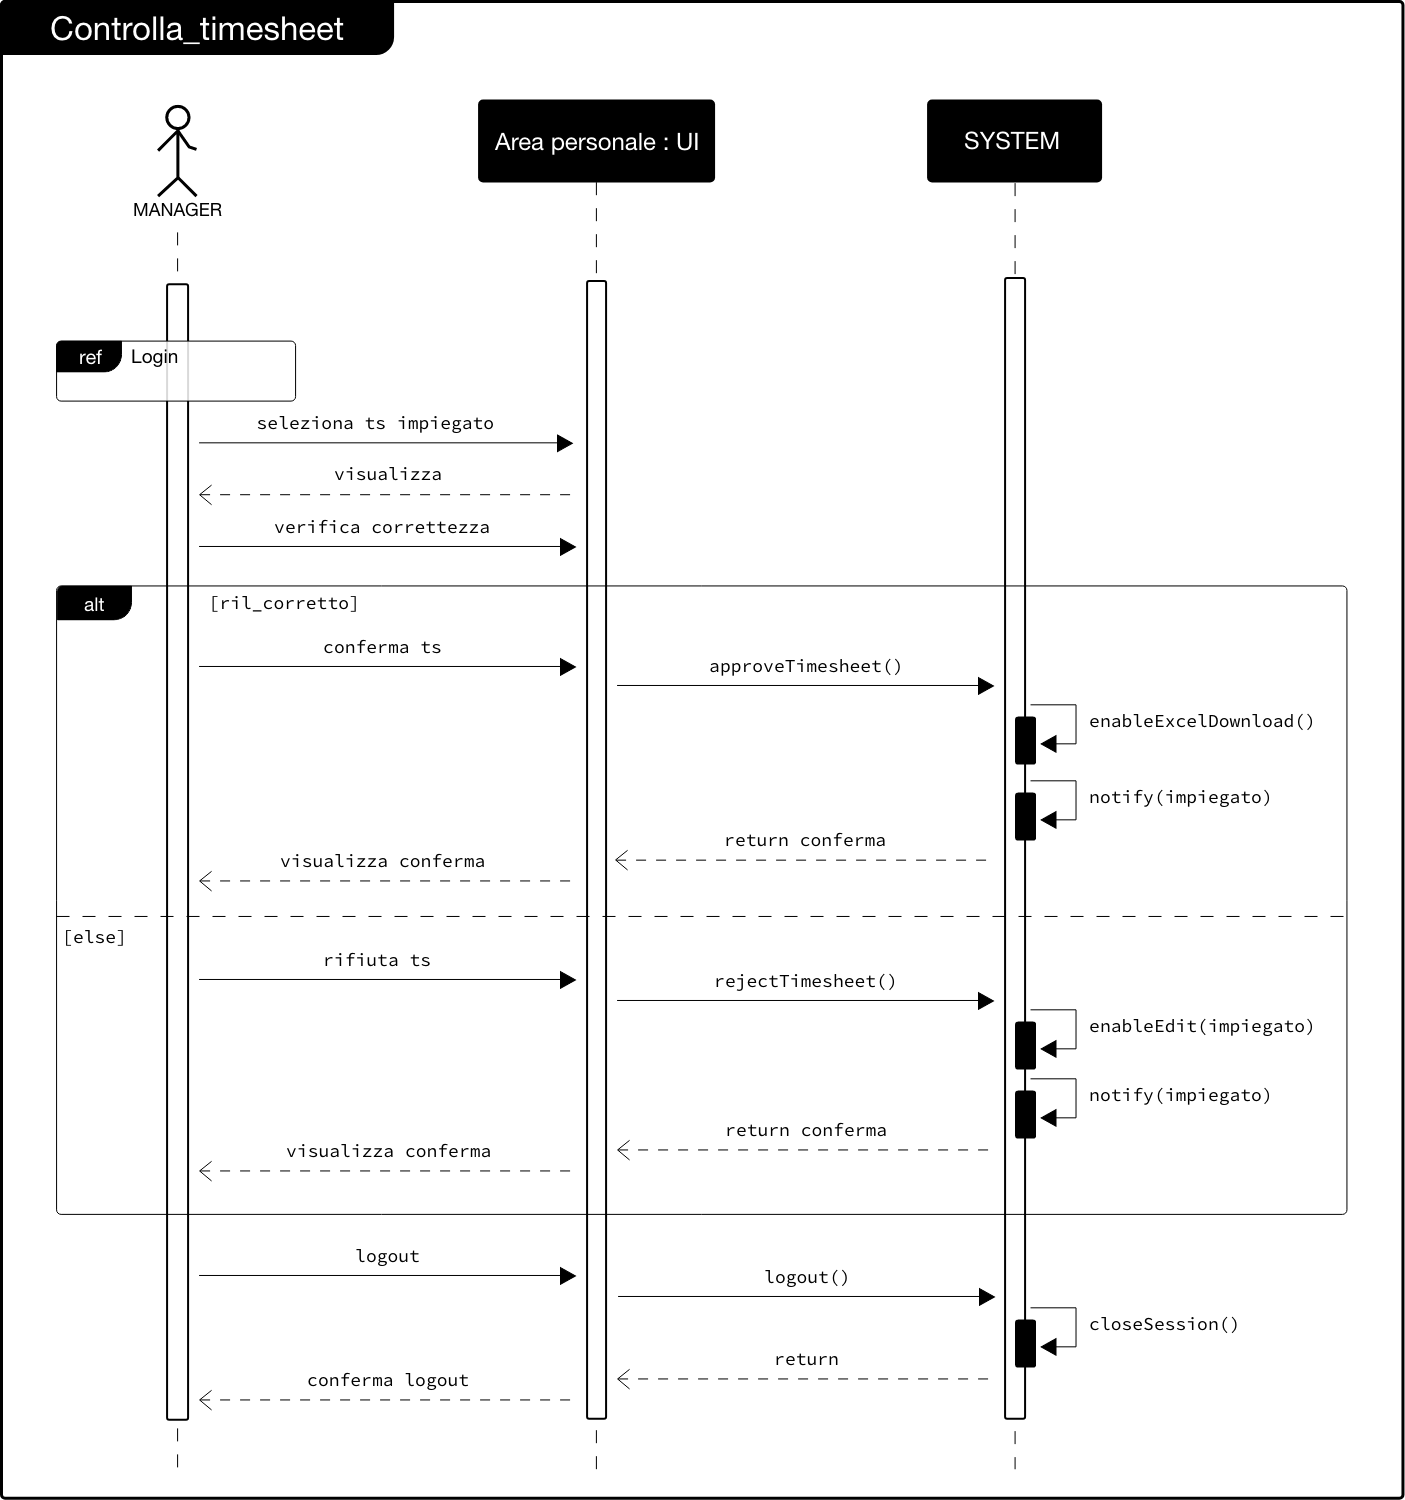 Controlla_timesheet
MANAGER
Area personale : UI
SYSTEM
ref
Login
seleziona ts impiegato
visualizza
verifica correttezza
alt
[ril_corretto]
conferma ts
approveTimesheet()
enableExcelDownload()
notify(impiegato)
return conferma
visualizza conferma
[else]
rifiuta ts
rejectTimesheet()
enableEdit(impiegato)
notify(impiegato)
return conferma
visualizza conferma
logout
logout()
closeSession()
return
conferma logout